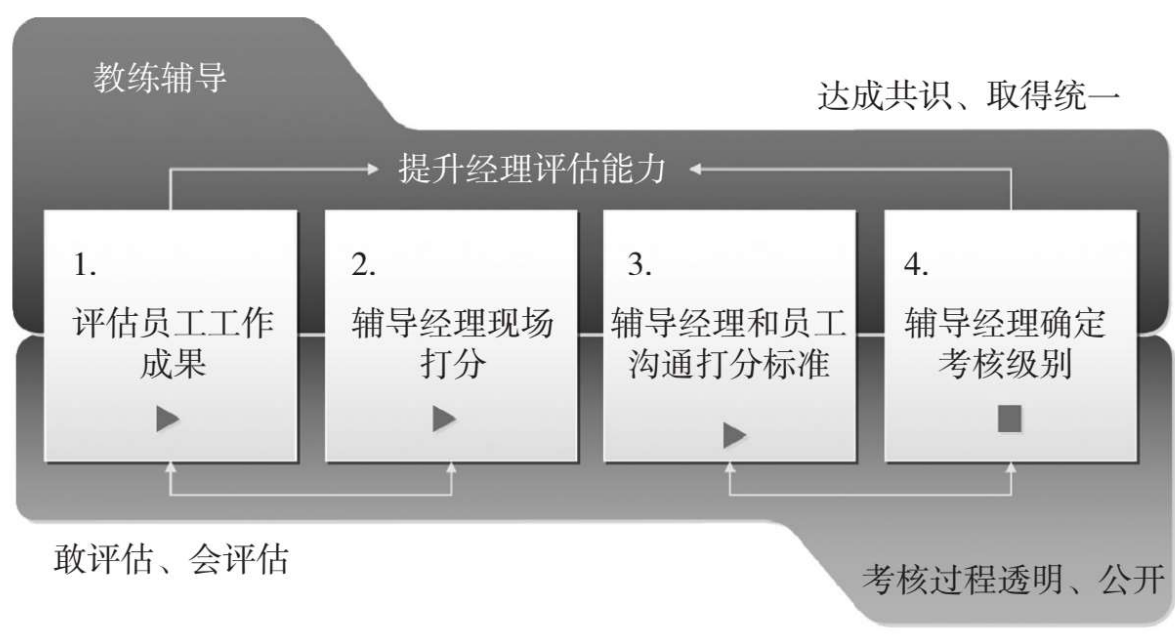 教练辅导
达成共识、取得统一
提升经理评估能力
1.
评估员工工作
成果
2.
辅导经理现场
打分
3.
辅导经理和员工
沟通打分标准
4.
辅导经理确定
考核级别
敢评估、会评估
考核过程透明、公开